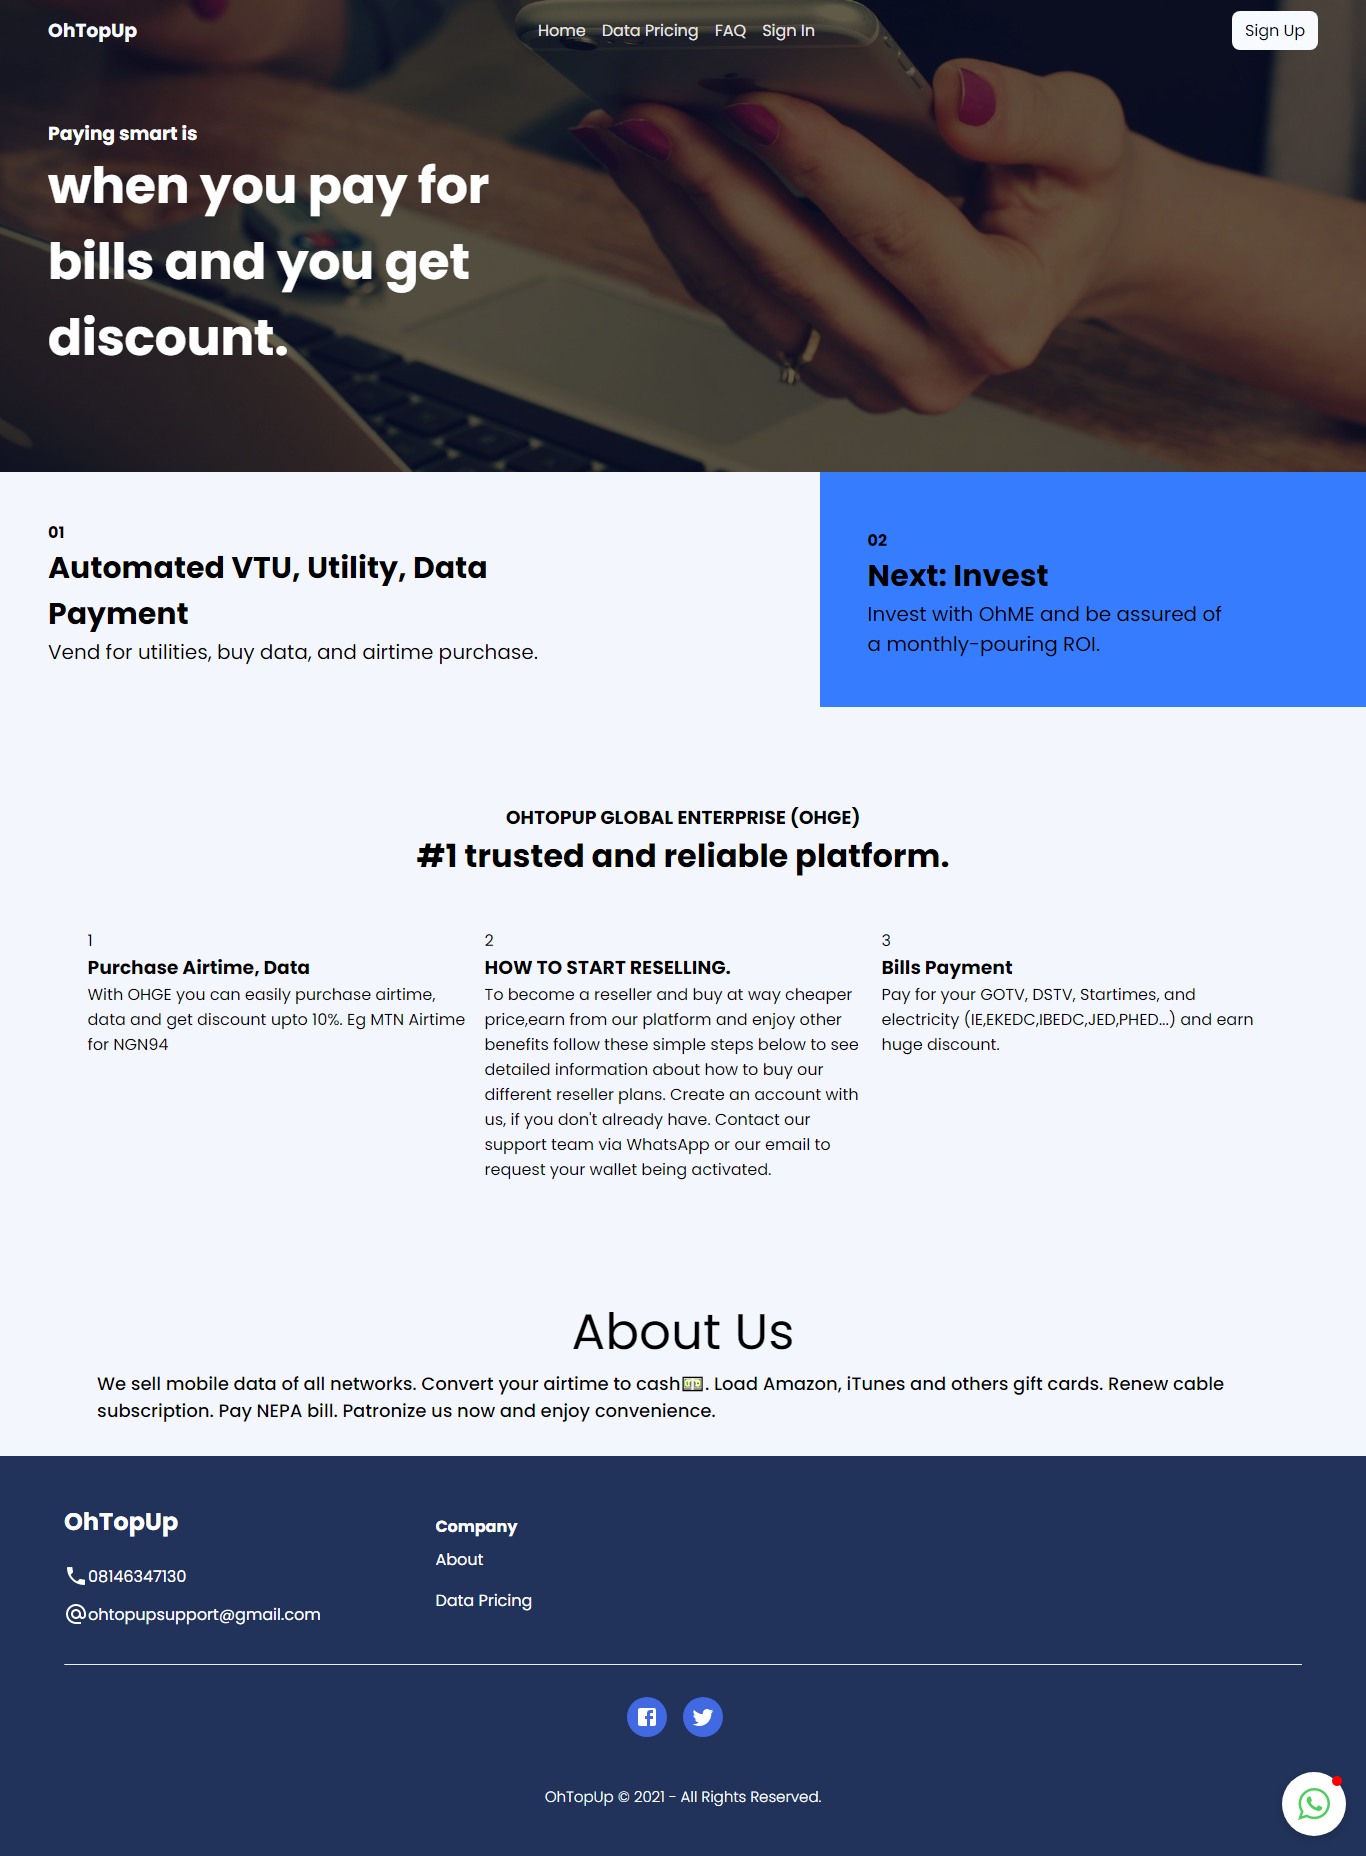 OhTopUp
Home Data Pricing FAQ Sign In
Sign Up
Paying smart is
when you pay for
bills and you get
discount.
01
Automated VTU, Utility, Data
Payment
Vend for utilities, buy data, and airtime purchase.
02
Next: Invest
Invest with OhME and be assured of
a monthly-pouring ROI.
OHTOPUP GLOBAL ENTERPRISE (OHGE)
#1 trusted and reliable platform.
1
Purchase Airtime, Data
With OHGE you can easily purchase airtime,
data and get discount upto 10%. Eg MTN Airtime
for NGN94
2
HOW TO START RESELLING.
To become a reseller and buy at way cheaper
price,earn from our platform and enjoy other
benefits follow these simple steps below to see
detailed information about how to buy our
different reseller plans. Create an account with
us, if you don't already have. Contact our
support team via WhatsApp or our email to
request your wallet being activated.
3
Bills Payment
Pay for your GOTV, DSTV, Startimes, and
electricity (IE,EKEDC,IBEDC,JED,PHED...) and earn
huge discount.
About Us
We sell mobile data of all networks. Convert your airtime to cash💵. Load Amazon, iTunes and others gift cards. Renew cable
subscription. Pay NEPA bill. Patronize us now and enjoy convenience.
OhTopUp
08146347130
ohtopupsupport@gmail.com
Company
About
Data Pricing
OhTopUp © 2021 - All Rights Reserved.